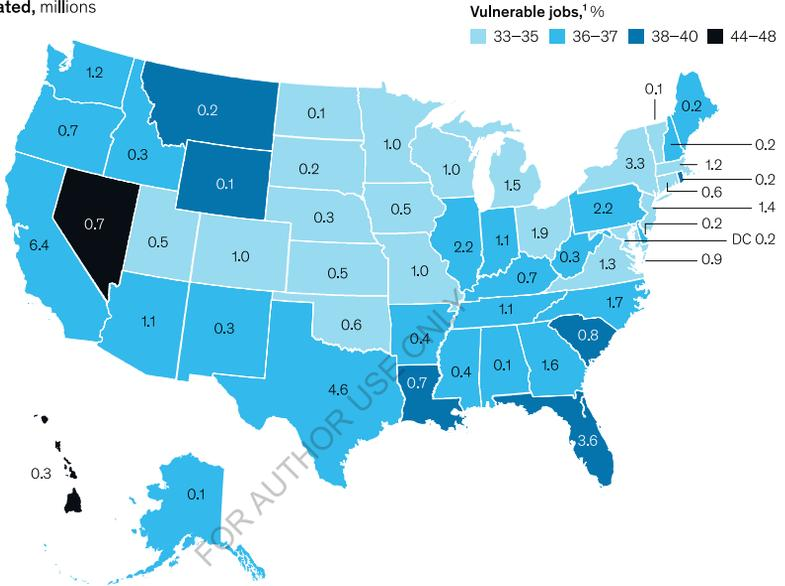 ated, millions
Vulnerable jobs,¹ %
33–35 36–37 38–40 44–48
0.1
1.2 0.2 0.1 0.2
0.7 1.0 0.2
0.3 0.2 1.0 3.3 1.2
0.1 1.5 0.2
0.6
0.7 0.3 0.5 2.2 1.4
6.4 0.5 1.0 2.2 1.1 1.9 0.2
0.3 DC 0.2
0.5 1.0 0.7 1.3 0.9
1.1 0.3 0.6 1.1 1.7
0.4 0.8
4.6 0.7 0.4 0.1 1.6
3.6
0.3
0.1
FOR AUTHOR USE ONLY